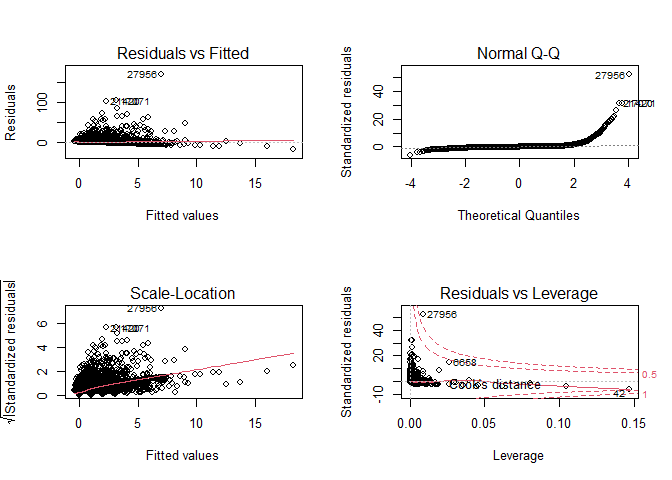 Residuals vs Fitted
Residuals
100
0
27956
0 5 10 15
Fitted values
Normal Q-Q
Standardized residuals
40
20
0
27956
-4 -2 0 2 4
Theoretical Quantiles
Scale-Location
√|Standardized residuals|
6
4
2
0
27956
0 5 10 15
Fitted values
Residuals vs Leverage
Standardized residuals
40
20
-10
27956
6658
Cook's distance
42
0.5
1
0.00 0.05 0.10 0.15
Leverage